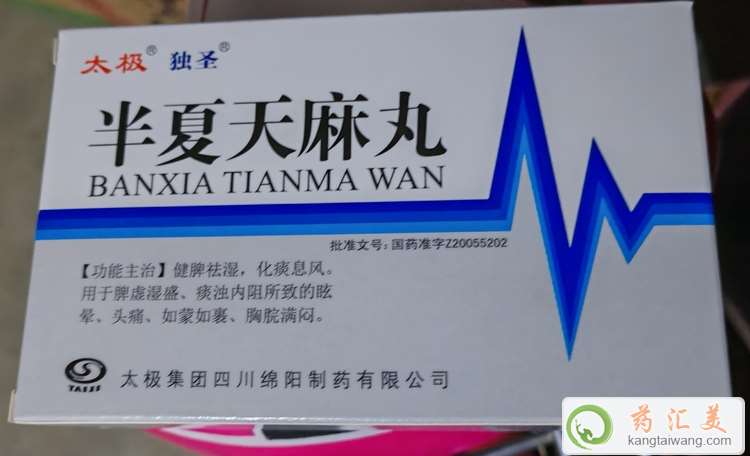 太极® 独圣®
半夏天麻丸
BANXIA TIANMA WAN
批准文号：国药准字Z20055202
【功能主治】健脾祛湿，化痰息风。
用于脾虚湿盛、痰浊内阻所致的眩
晕、头痛、如蒙如裹、胸脘满闷。
TAIJI
太极集团四川绵阳制药有限公司
药汇美
kangtaiwang.com